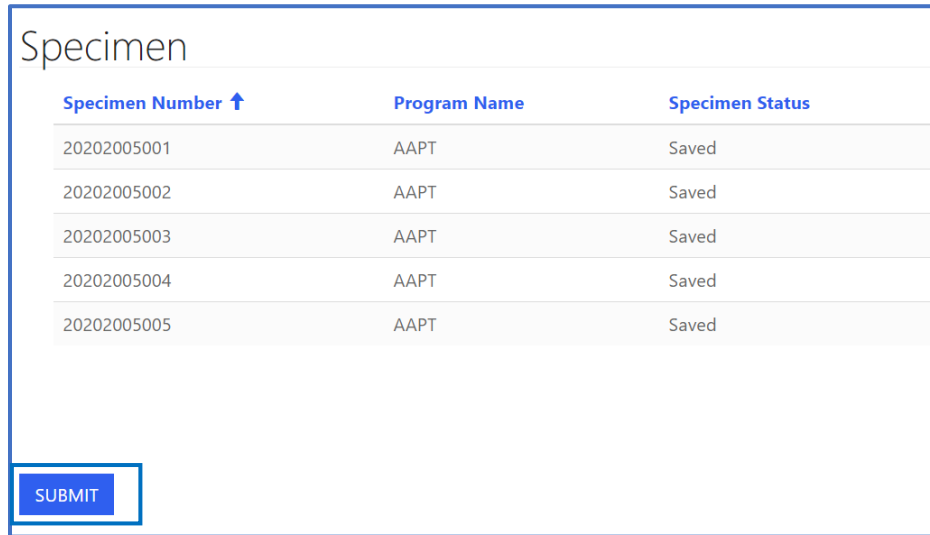 Specimen
Specimen Number Program Name Specimen Status
20202005001 AAPT Saved
20202005002 AAPT Saved
20202005003 AAPT Saved
20202005004 AAPT Saved
20202005005 AAPT Saved
SUBMIT